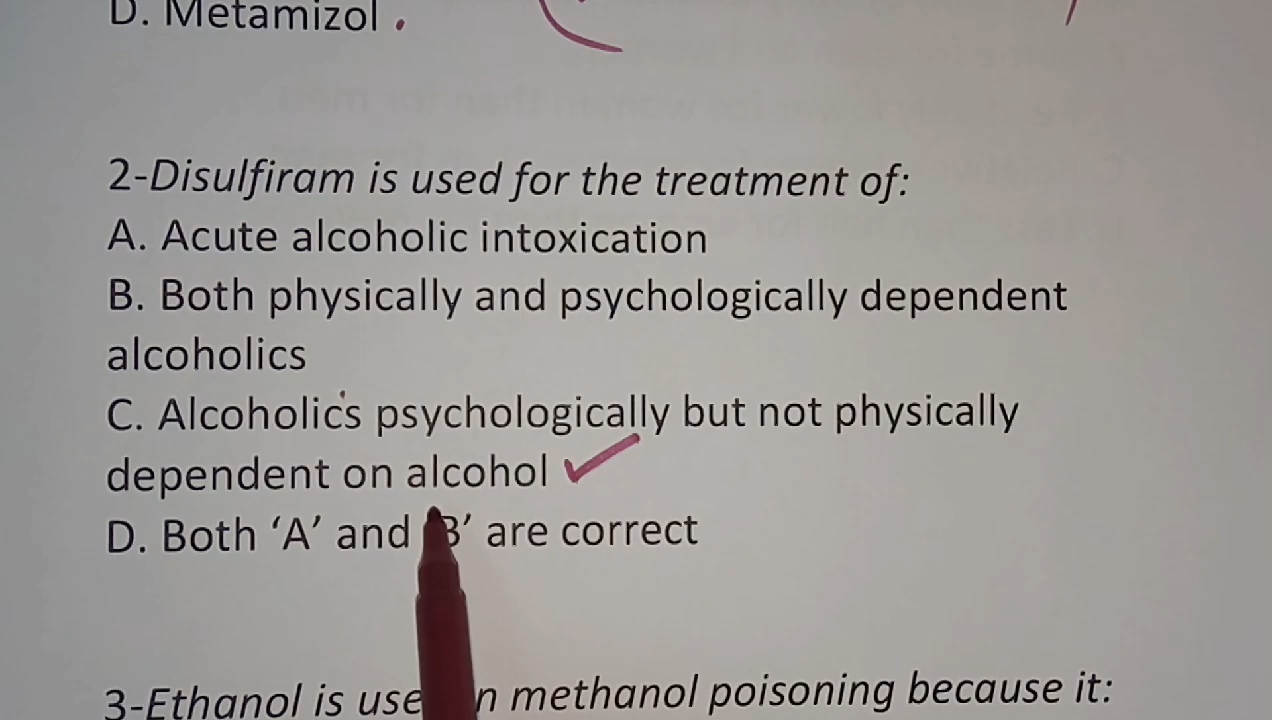 D. Metamizol
2-Disulfiram is used for the treatment of:
A. Acute alcoholic intoxication
B. Both physically and psychologically dependent
alcoholics
C. Alcoholics psychologically but not physically
dependent on alcohol
D. Both ‘A’ and B’ are correct
3-Ethanol is use n methanol poisoning because it: